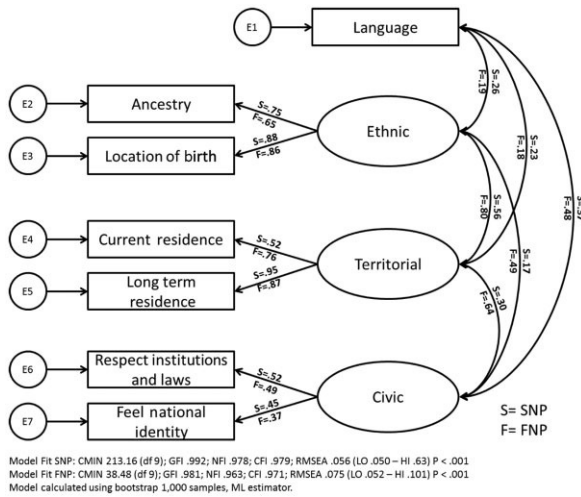 E1
Language
S=.26
F=.19
S=.23
F=.18
S=.37
F=.48
E2
Ancestry
S=.75
F=.65
Ethnic
E3
Location of birth
S=.88
F=.86
S=.56
F=.80
S=.17
F=.49
E4
Current residence
S=.52
F=.76
Territorial
E5
Long term
residence
S=.95
F=.87
S=.30
F=.64
E6
Respect institutions
and laws
S=.52
F=.49
Civic
E7
Feel national
identity
S=.45
F=.37
S= SNP
F= FNP
Model Fit SNP: CMIN 213.16 (df 9); GFI .992; NFI .978; CFI .979; RMSEA .056 (LO .050 – HI .63) P < .001
Model Fit FNP: CMIN 38.48 (df 9); GFI .981; NFI .963; CFI .971; RMSEA .075 (LO .052 – HI .101) P < .001
Model calculated using bootstrap 1,000 samples, ML estimator.